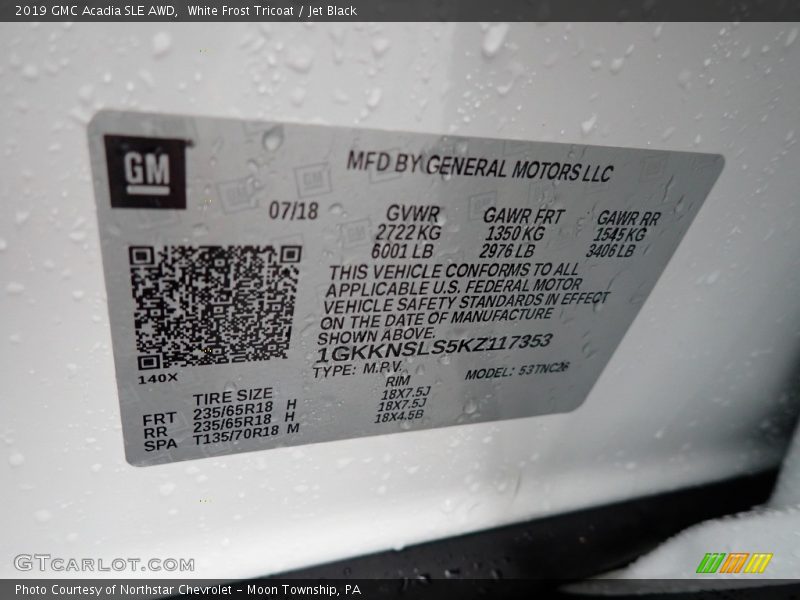 2019 GMC Acadia SLE AWD, White Frost Tricoat / Jet Black
GM
MFD BY GENERAL MOTORS LLC
07/18 GVWR GAWR FRT GAWR RR
2722 KG 1350 KG 1545 KG
6001 LB 2976 LB 3406 LB
THIS VEHICLE CONFORMS TO ALL
APPLICABLE U.S. FEDERAL MOTOR
VEHICLE SAFETY STANDARDS IN EFFECT
ON THE DATE OF MANUFACTURE
SHOWN ABOVE.
1GKKNSLS5KZ117353
TYPE: M.P.V. MODEL: 53TNC26
140X
TIRE SIZE RIM
FRT 235/65R18 H 18X7.5J
RR 235/65R18 H 18X7.5J
SPA T135/70R18 M 18X4.5B
GTCARLOT.COM
Photo Courtesy of Northstar Chevrolet - Moon Township, PA